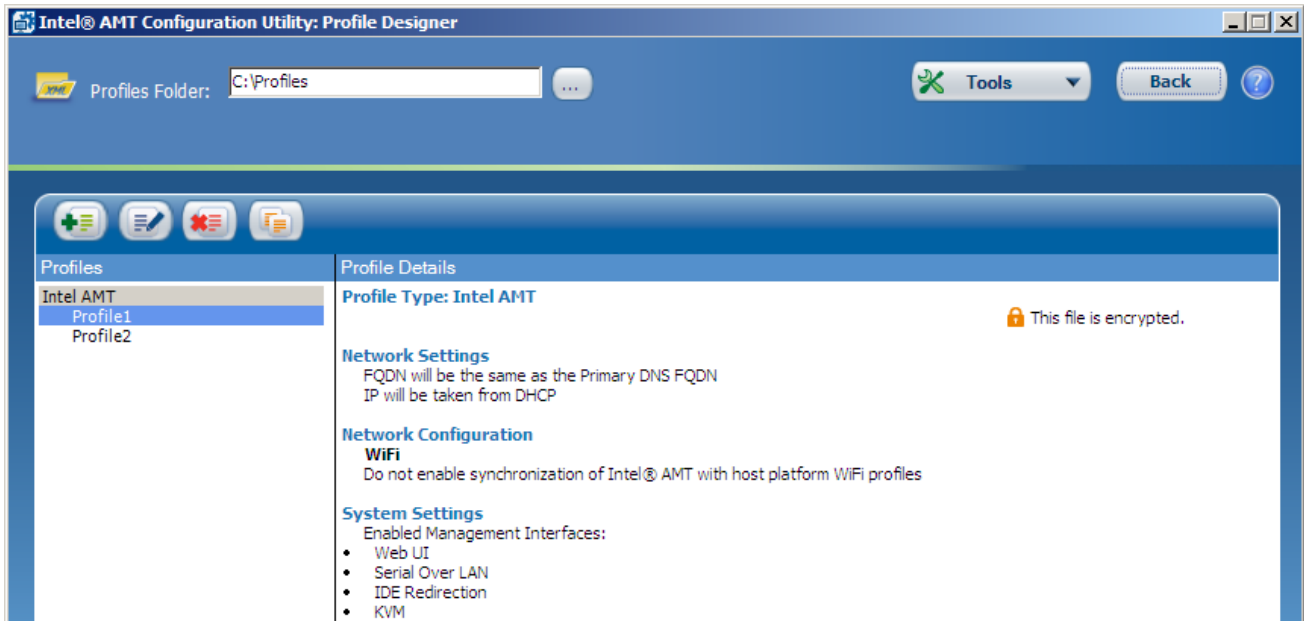 Intel® AMT Configuration Utility: Profile Designer
XML Profiles Folder: C:\Profiles ... Tools Back ?
Profiles Profile Details
Intel AMT
Profile1
Profile2
Profile Type: Intel AMT
This file is encrypted.
Network Settings
FQDN will be the same as the Primary DNS FQDN
IP will be taken from DHCP
Network Configuration
WiFi
Do not enable synchronization of Intel® AMT with host platform WiFi profiles
System Settings
Enabled Management Interfaces:
• Web UI
• Serial Over LAN
• IDE Redirection
• KVM